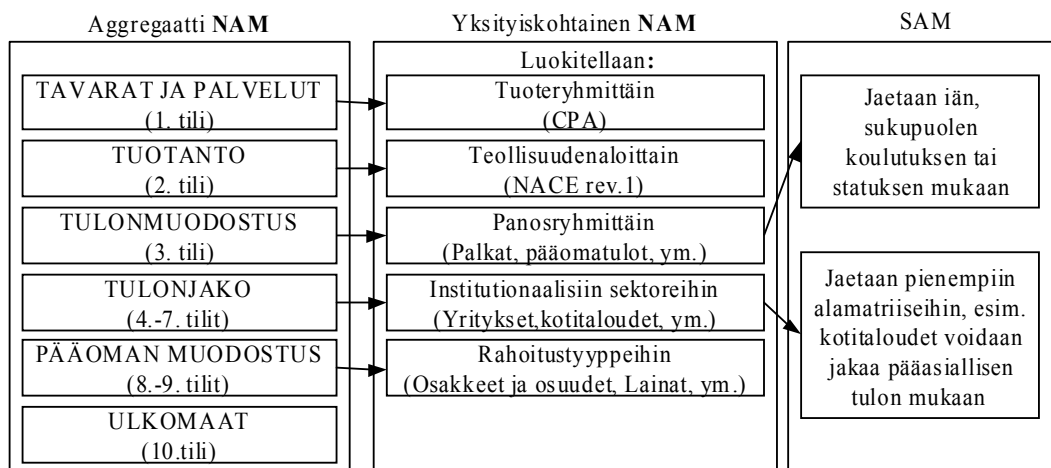 Aggregaatti NAM
TAVARAT JA PALVELUT
(1. tili)
TUOTANTO
(2. tili)
TULONMUODOSTUS
(3. tili)
TULONJAKO
(4.-7. tilit)
PÄÄOMAN MUODOSTUS
(8.-9. tilit)
ULKOMAAT
(10.tili)
Yksityiskohtainen NAM
Luokitellaan:
Tuoteryhmittäin
(CPA)
Teollisuudenaloittain
(NACE rev.1)
Panosryhmittäin
(Palkat, pääomatulot, ym.)
Institutionaalisiin sektoreihin
(Yritykset,kotitaloudet, ym.)
Rahoitustyyppeihin
(Osakkeet ja osuudet, Lainat, ym.)
SAM
Jaetaan iän,
sukupuolen
koulutuksen tai
statuksen mukaan
Jaetaan pienempiin
alamatriiseihin, esim.
kotitaloudet voidaan
jakaa pääasiallisen
tulon mukaan